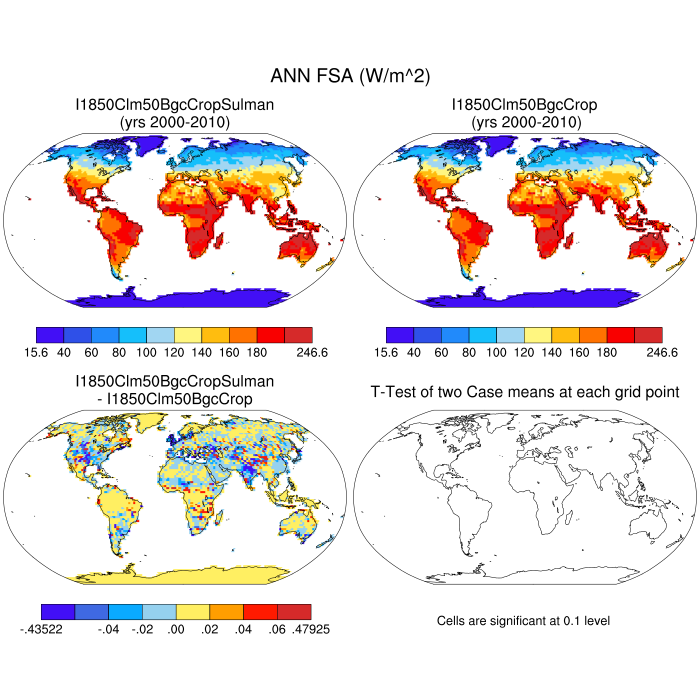 ANN FSA (W/m^2)
I1850Clm50BgcCropSulman
(yrs 2000-2010)
I1850Clm50BgcCrop
(yrs 2000-2010)
15.6 40 60 80 100 120 140 160 180 246.6
15.6 40 60 80 100 120 140 160 180 246.6
I1850Clm50BgcCropSulman
- I1850Clm50BgcCrop
T-Test of two Case means at each grid point
-.43522 -.04 -.02 .00 .02 .04 .06 .47925
Cells are significant at 0.1 level